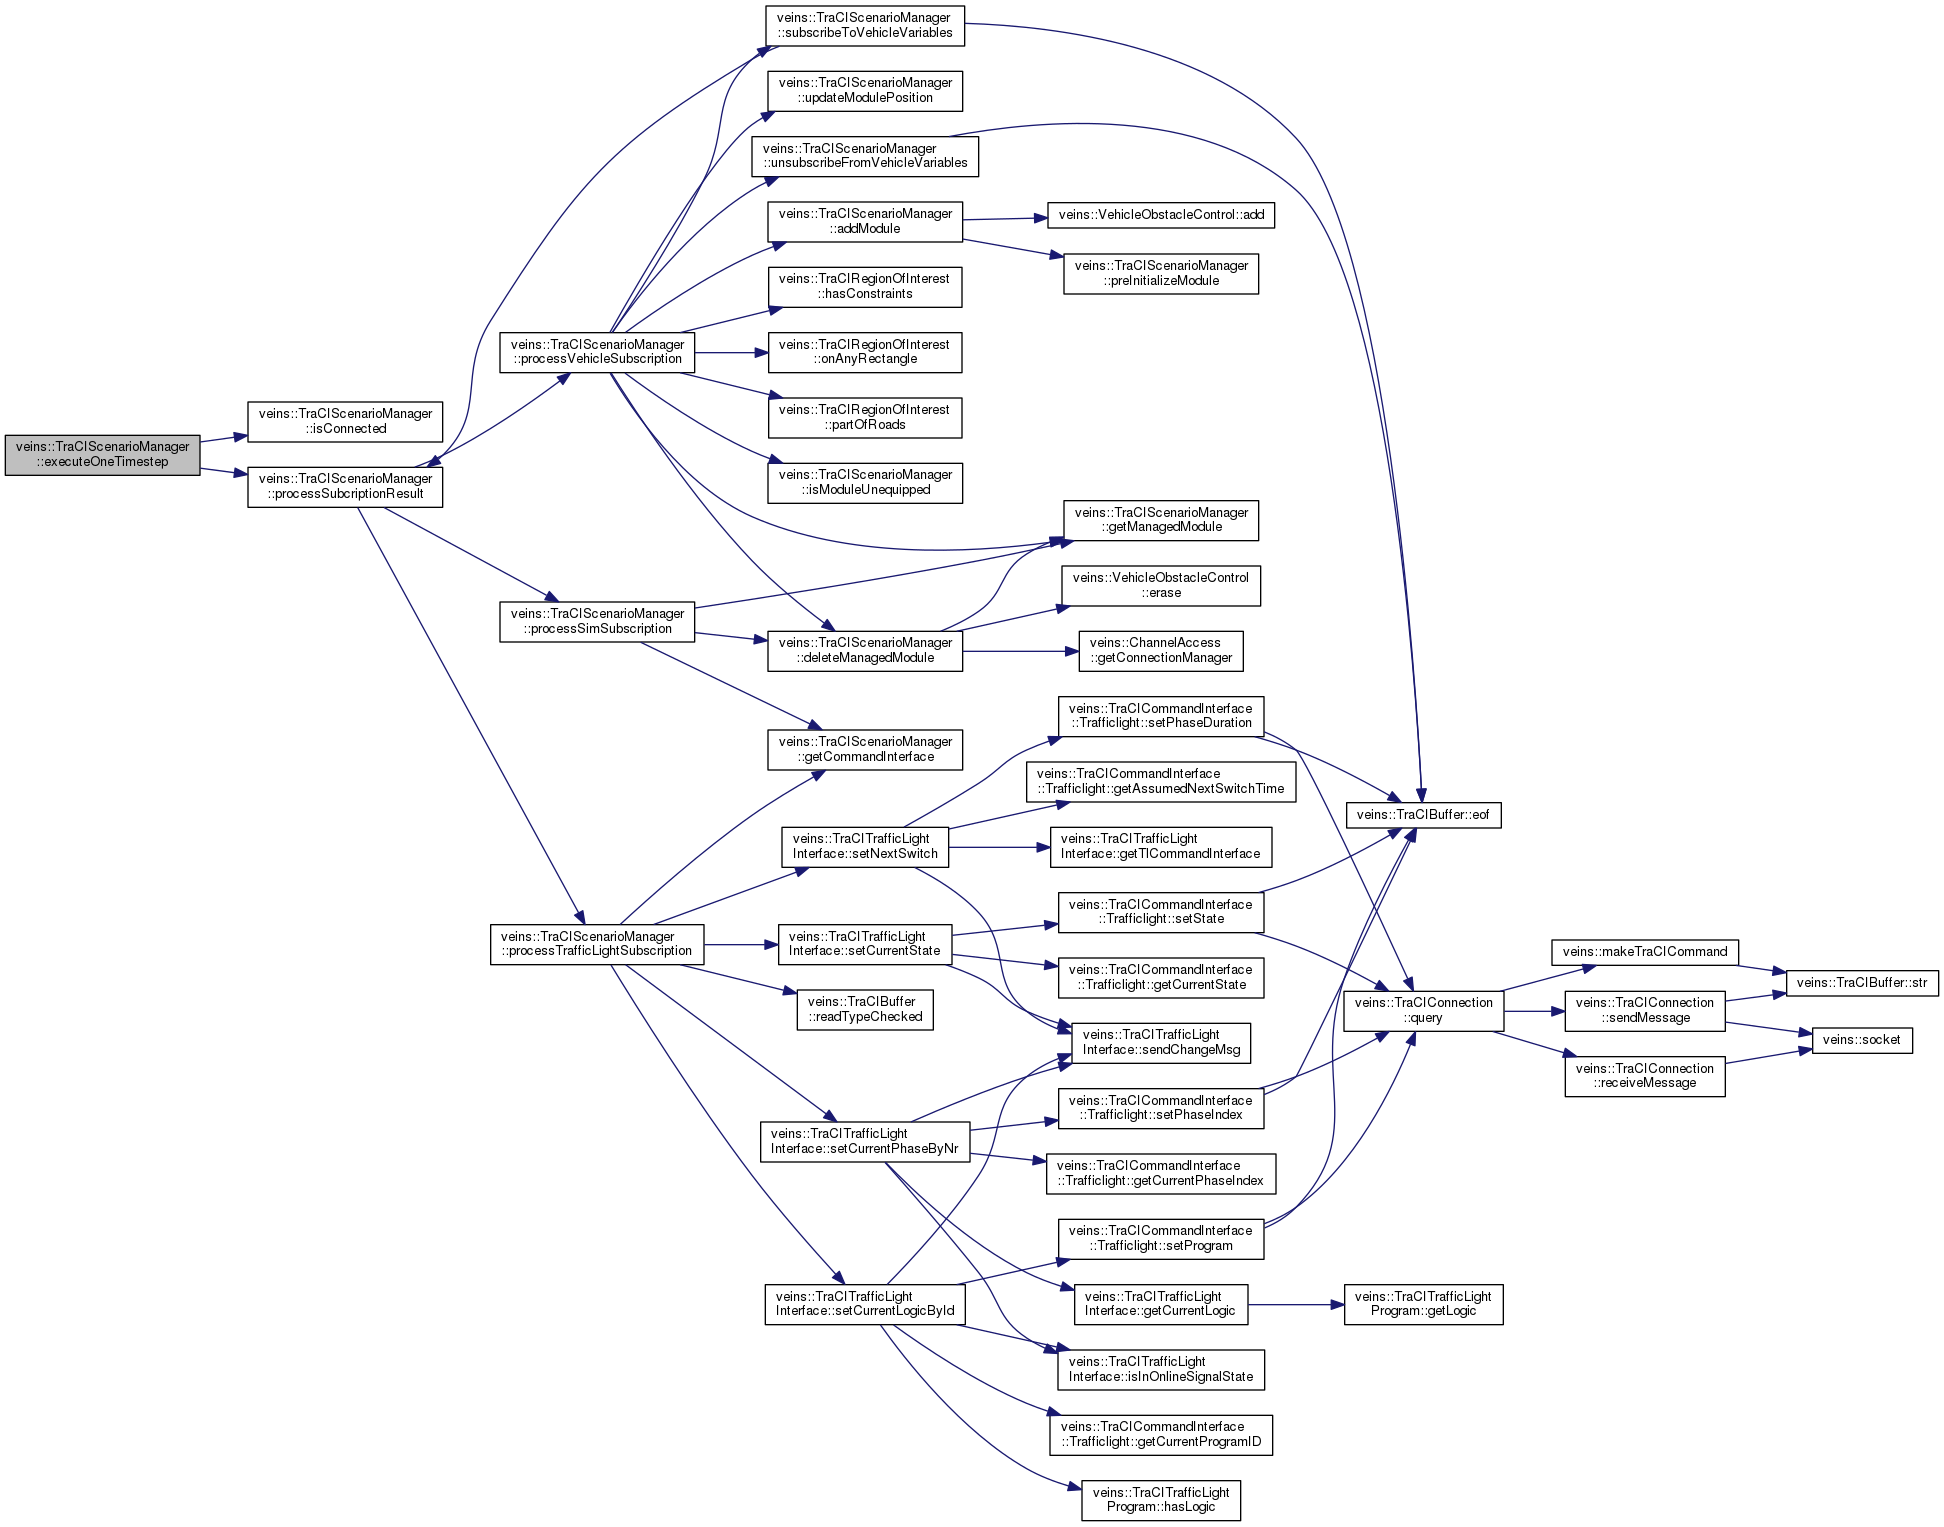 veins::TraCIScenarioManager
::executeOneTimestep
veins::TraCIScenarioManager
::isConnected
veins::TraCIScenarioManager
::processSubcriptionResult
veins::TraCIScenarioManager
::processVehicleSubscription
veins::TraCIScenarioManager
::processSimSubscription
veins::TraCIScenarioManager
::processTrafficLightSubscription
veins::TraCIScenarioManager
::subscribeToVehicleVariables
veins::TraCIScenarioManager
::updateModulePosition
veins::TraCIScenarioManager
::unsubscribeFromVehicleVariables
veins::TraCIScenarioManager
::addModule
veins::TraCIRegionOfInterest
::hasConstraints
veins::TraCIRegionOfInterest
::onAnyRectangle
veins::TraCIRegionOfInterest
::partOfRoads
veins::TraCIScenarioManager
::isModuleUnequipped
veins::TraCIScenarioManager
::deleteManagedModule
veins::TraCIScenarioManager
::getCommandInterface
veins::TraCITrafficLight
Interface::setNextSwitch
veins::TraCITrafficLight
Interface::setCurrentState
veins::TraCIBuffer
::readTypeChecked
veins::TraCITrafficLight
Interface::setCurrentPhaseByNr
veins::TraCITrafficLight
Interface::setCurrentLogicById
veins::VehicleObstacleControl::add
veins::TraCIScenarioManager
::preInitializeModule
veins::TraCIScenarioManager
::getManagedModule
veins::VehicleObstacleControl
::erase
veins::ChannelAccess
::getConnectionManager
veins::TraCICommandInterface
::Trafficlight::setPhaseDuration
veins::TraCICommandInterface
::Trafficlight::getAssumedNextSwitchTime
veins::TraCITrafficLight
Interface::getTlCommandInterface
veins::TraCICommandInterface
::Trafficlight::setState
veins::TraCICommandInterface
::Trafficlight::getCurrentState
veins::TraCITrafficLight
Interface::sendChangeMsg
veins::TraCICommandInterface
::Trafficlight::setPhaseIndex
veins::TraCICommandInterface
::Trafficlight::getCurrentPhaseIndex
veins::TraCICommandInterface
::Trafficlight::setProgram
veins::TraCITrafficLight
Interface::getCurrentLogic
veins::TraCITrafficLight
Interface::isInOnlineSignalState
veins::TraCICommandInterface
::Trafficlight::getCurrentProgramID
veins::TraCITrafficLight
Program::hasLogic
veins::TraCIBuffer::eof
veins::TraCIConnection
::query
veins::TraCITrafficLight
Program::getLogic
veins::makeTraCICommand
veins::TraCIConnection
::sendMessage
veins::TraCIConnection
::receiveMessage
veins::TraCIBuffer::str
veins::socket